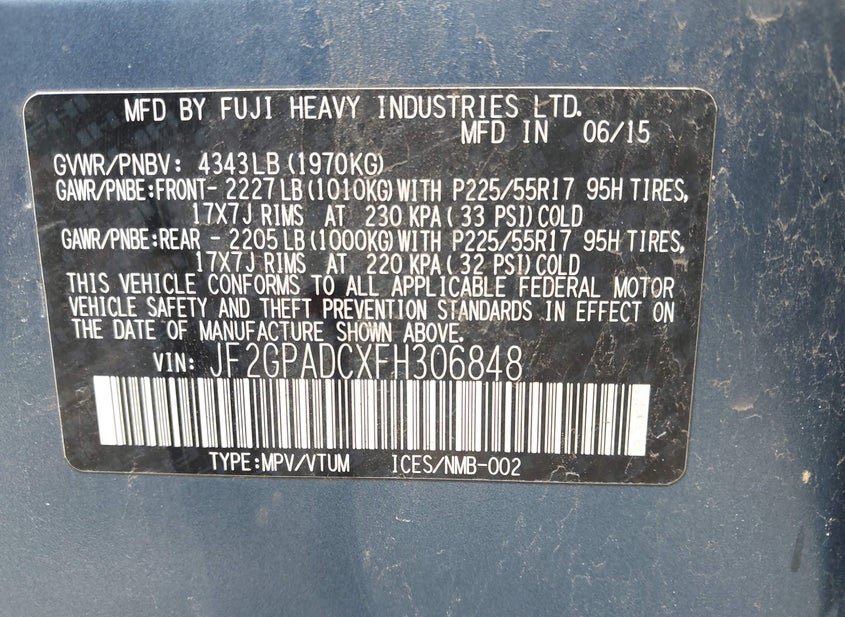 MFD BY FUJI HEAVY INDUSTRIES LTD.
MFD IN 06/15
GVWR/PNBV: 4343LB (1970KG)
GAWR/PNBE:FRONT- 2227LB (1010KG) WITH P225/55R17 95H TIRES,
17X7J RIMS AT 230 KPA ( 33 PSI) COLD
GAWR/PNBE:REAR - 2205LB (1000KG) WITH P225/55R17 95H TIRES,
17X7J RIMS AT 220 KPA ( 32 PSI) COLD
THIS VEHICLE CONFORMS TO ALL APPLICABLE FEDERAL MOTOR
VEHICLE SAFETY AND THEFT PREVENTION STANDARDS IN EFFECT ON
THE DATE OF MANUFACTURE SHOWN ABOVE.
VIN: JF2GPADCXFH306848
TYPE:MPV/VTUM ICES/NMB-002